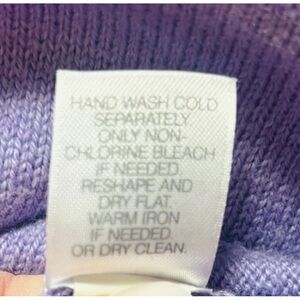 HAND WASH COLD
SEPARATELY.
ONLY NON-
CHLORINE BLEACH
IF NEEDED.
RESHAPE AND
DRY FLAT.
WARM IRON
IF NEEDED.
OR DRY CLEAN.